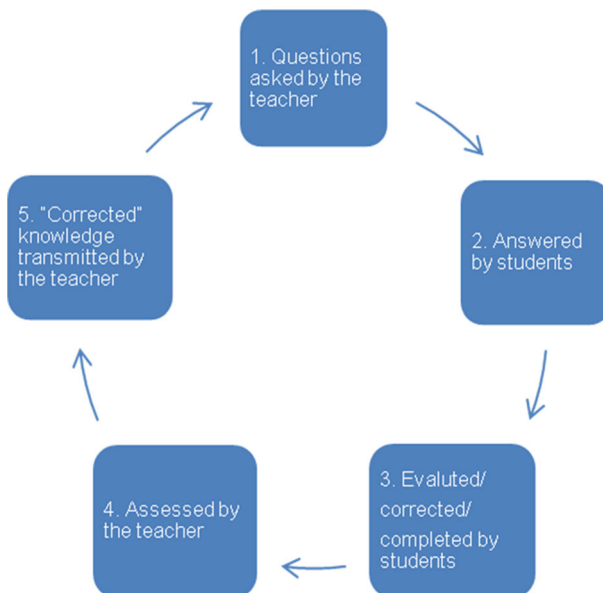 1. Questions
asked by the
teacher
2. Answered
by students
3. Evaluted/
corrected/
completed by
students
4. Assessed by
the teacher
5. "Corrected"
knowledge
transmitted by
the teacher